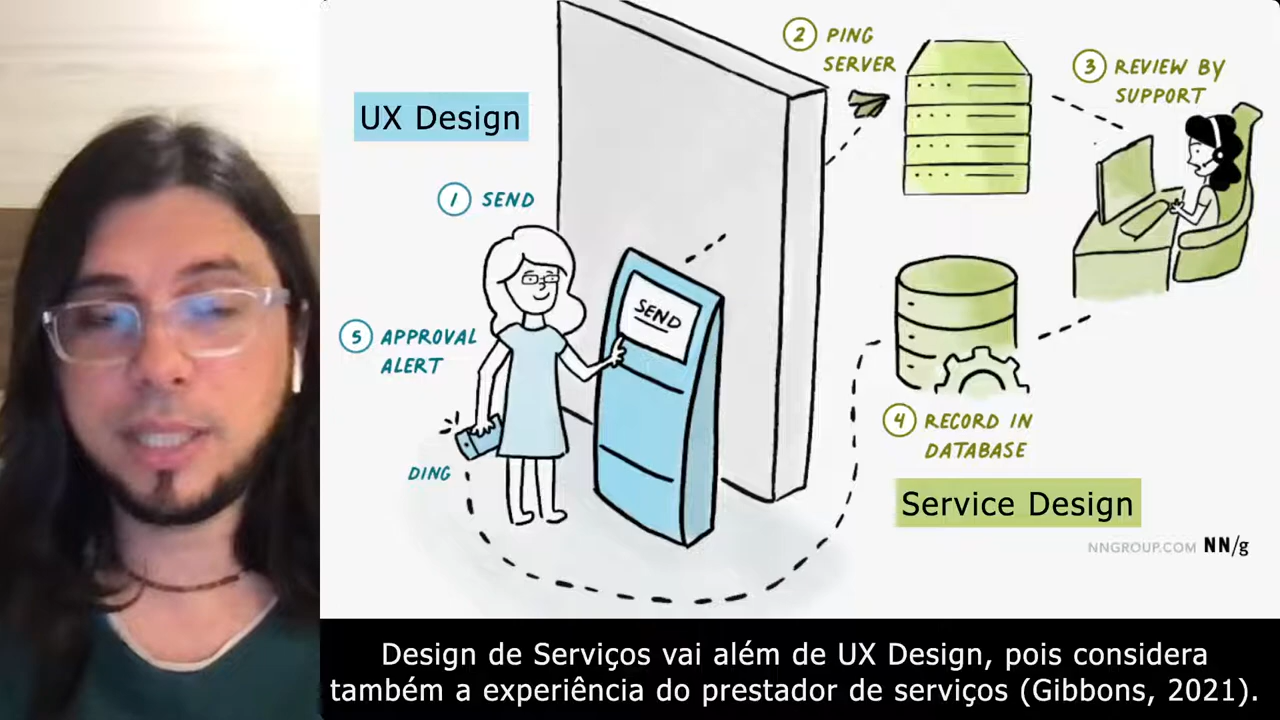 UX Design
1 SEND
SEND
5 APPROVAL
ALERT
DING
2 PING
SERVER
3 REVIEW BY
SUPPORT
4 RECORD IN
DATABASE
Service Design
NNGROUP.COM NN/g
Design de Serviços vai além de UX Design, pois considera
também a experiência do prestador de serviços (Gibbons, 2021).